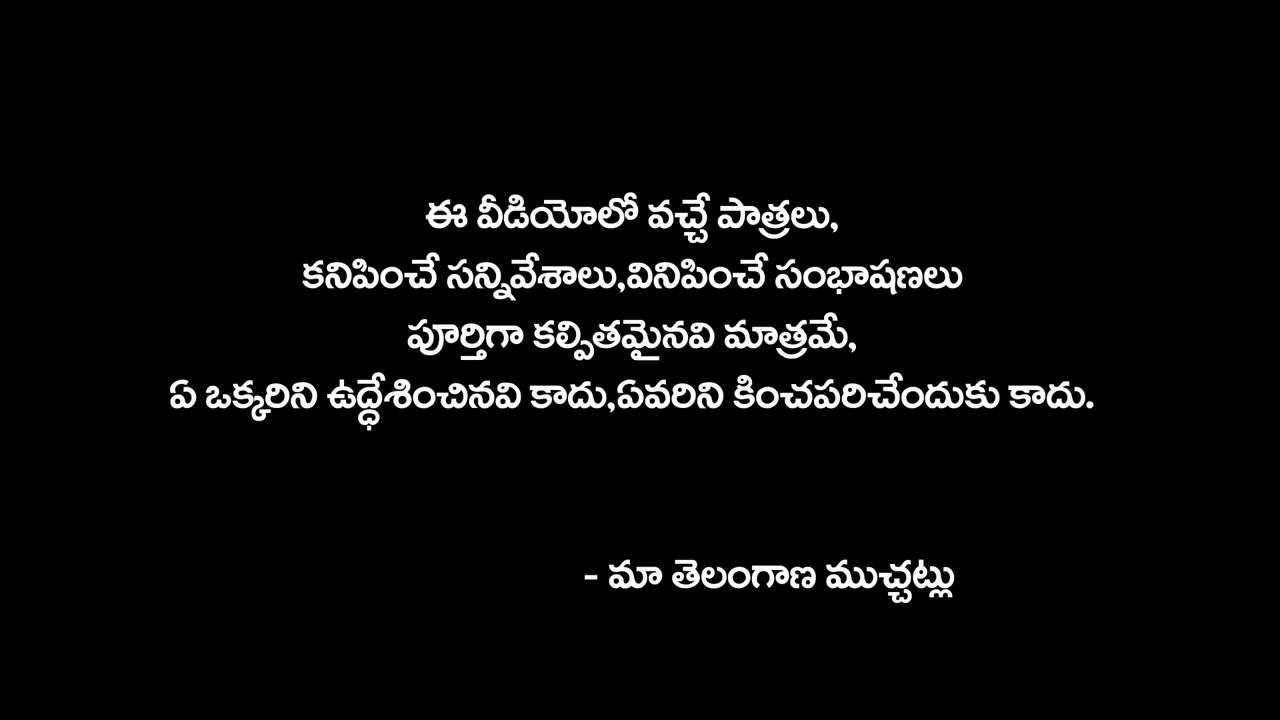 ఈ వీడియోలో వచ్చే పాత్రలు,
కనిపించే సన్నివేశాలు,వినిపించే సంభాషణలు
పూర్తిగా కల్పితమైనవి మాత్రమే,
ఏ ఒక్కరిని ఉద్ధేశించినవి కాదు,ఏవరిని కించపరిచేందుకు కాదు.
- మా తెలంగాణ ముచ్చట్లు